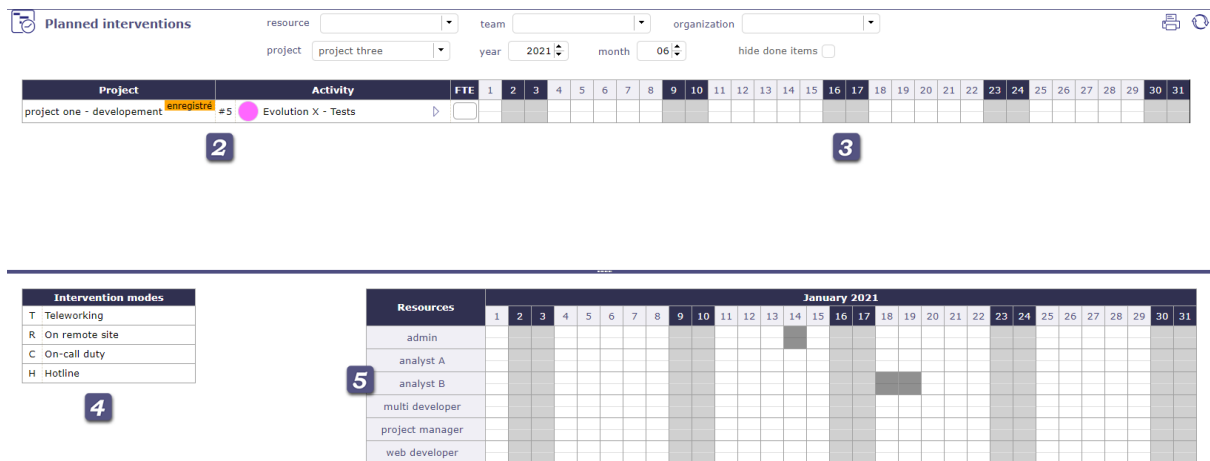 Planned interventions
resource
team
organization
project project three
year 2021
month 06
hide done items
Project Activity FTE 1 2 3 4 5 6 7 8 9 10 11 12 13 14 15 16 17 18 19 20 21 22 23 24 25 26 27 28 29 30 31
project one - developement enregistré #5 Evolution X - Tests
2
3
Intervention modes
T Teleworking
R On remote site
C On-call duty
H Hotline
4
Resources January 2021
1 2 3 4 5 6 7 8 9 10 11 12 13 14 15 16 17 18 19 20 21 22 23 24 25 26 27 28 29 30 31
admin
analyst A
5
analyst B
multi developer
project manager
web developer